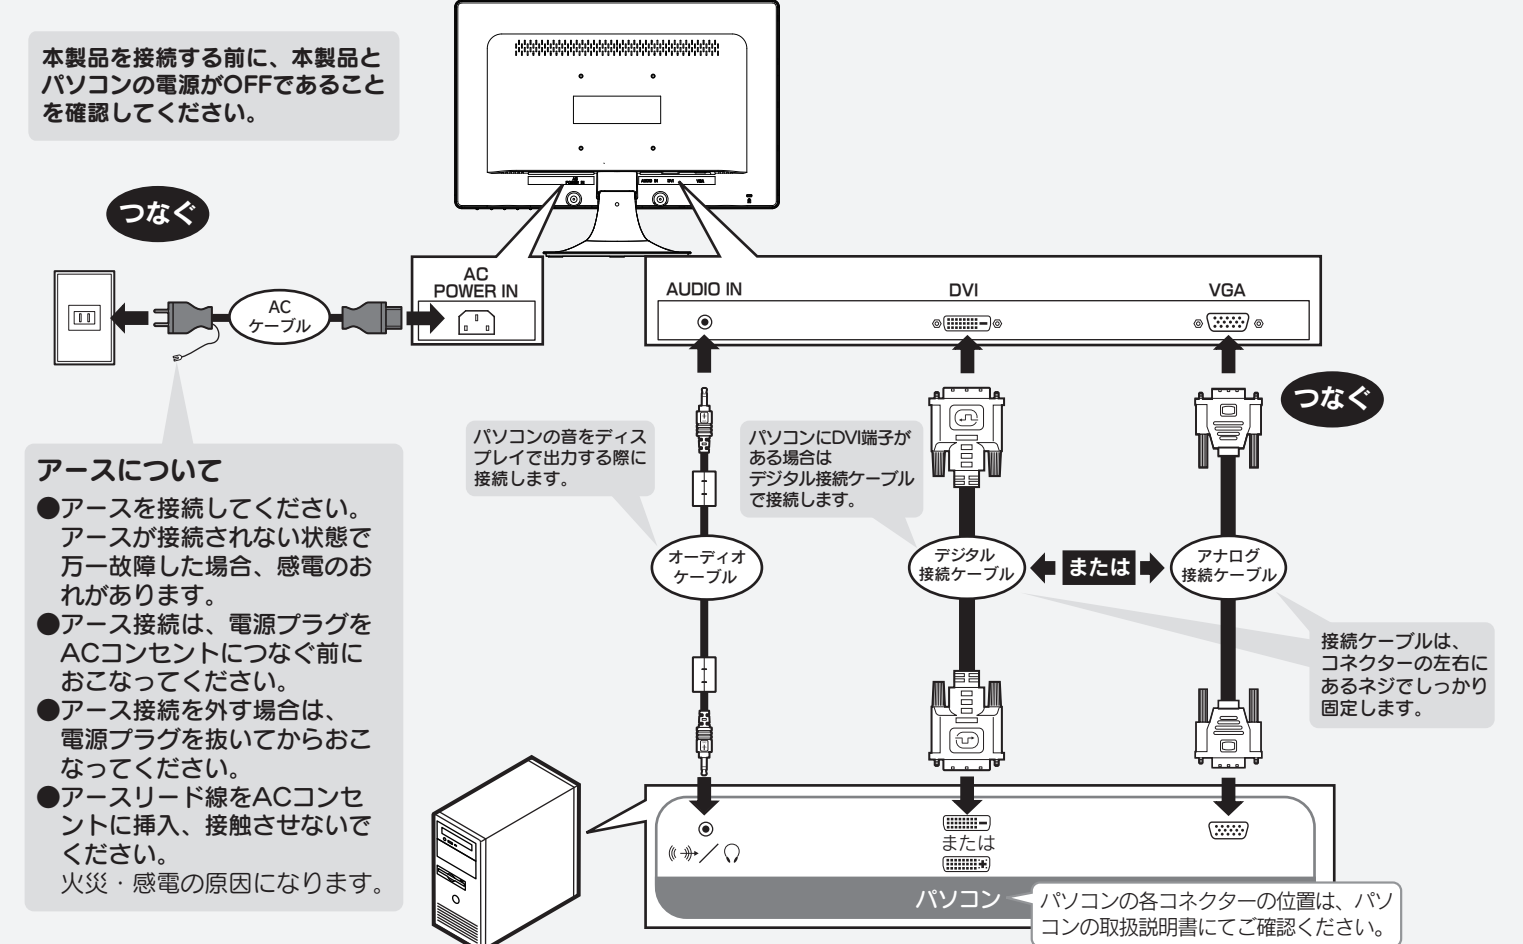 本製品を接続する前に、本製品と
パソコンの電源がOFFであること
を確認してください。
AC
POWER IN
AUDIO IN
DVI
VGA
つなぐ
AC
POWER IN
AC
ケーブル
AUDIO IN
DVI
VGA
つなぐ
パソコンの音をディス
プレイで出力する際に
接続します。
パソコンにDVI端子が
ある場合は
デジタル接続ケーブル
で接続します。
オーディオ
ケーブル
デジタル
接続ケーブル
または
アナログ
接続ケーブル
接続ケーブルは、
コネクターの左右に
あるネジでしっかり
固定します。
アースについて
●アースを接続してください。
アースが接続されない状態で
万一故障した場合、感電のお
れがあります。
●アース接続は、電源プラグを
ACコンセントにつなぐ前に
おこなってください。
●アース接続を外す場合は、
電源プラグを抜いてからおこ
なってください。
●アースリード線をACコンセ
ントに挿入、接触させないで
ください。
火災・感電の原因になります。
または
パソコン
パソコンの各コネクターの位置は、パソ
コンの取扱説明書にてご確認ください。